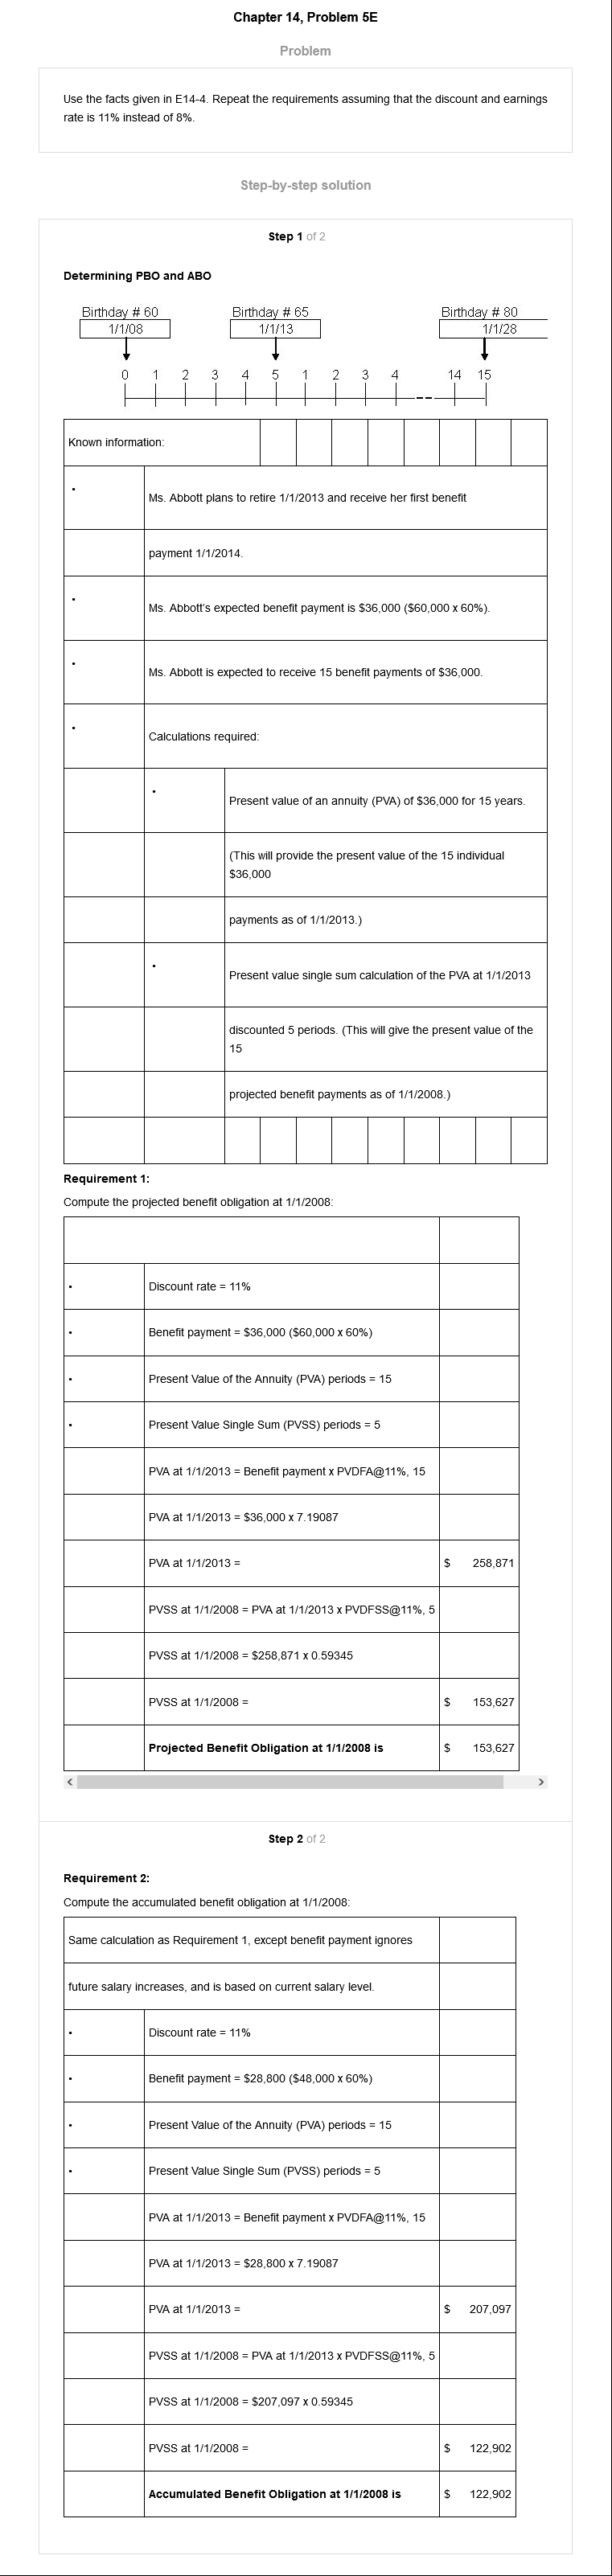 Chapter 14, Problem 5E
Problem
Use the facts given in E14-4. Repeat the requirements assuming that the discount and earnings
rate is 11% instead of 8%.
Step-by-step solution
Step 1 of 2
Determining PBO and ABO
Birthday # 60 Birthday # 65 Birthday # 80
1/1/08 1/1/13 1/1/28
0 1 2 3 4 5 1 2 3 4 14 15
Known information:
• Ms. Abbott plans to retire 1/1/2013 and receive her first benefit
payment 1/1/2014.
• Ms. Abbott's expected benefit payment is $36,000 ($60,000 x 60%).
• Ms. Abbott is expected to receive 15 benefit payments of $36,000.
• Calculations required:
• Present value of an annuity (PVA) of $36,000 for 15 years.
(This will provide the present value of the 15 individual
$36,000
payments as of 1/1/2013.)
• Present value single sum calculation of the PVA at 1/1/2013
discounted 5 periods. (This will give the present value of the
15
projected benefit payments as of 1/1/2008.)
Requirement 1:
Compute the projected benefit obligation at 1/1/2008:
• Discount rate = 11%
• Benefit payment = $36,000 ($60,000 x 60%)
• Present Value of the Annuity (PVA) periods = 15
• Present Value Single Sum (PVSS) periods = 5
PVA at 1/1/2013 = Benefit payment x PVDFA@11%, 15
PVA at 1/1/2013 = $36,000 x 7.19087
PVA at 1/1/2013 = $ 258,871
PVSS at 1/1/2008 = PVA at 1/1/2013 x PVDFSS@11%, 5
PVSS at 1/1/2008 = $258,871 x 0.59345
PVSS at 1/1/2008 = $ 153,627
Projected Benefit Obligation at 1/1/2008 is $ 153,627
Step 2 of 2
Requirement 2:
Compute the accumulated benefit obligation at 1/1/2008:
Same calculation as Requirement 1, except benefit payment ignores
future salary increases, and is based on current salary level.
• Discount rate = 11%
• Benefit payment = $28,800 ($48,000 x 60%)
• Present Value of the Annuity (PVA) periods = 15
• Present Value Single Sum (PVSS) periods = 5
PVA at 1/1/2013 = Benefit payment x PVDFA@11%, 15
PVA at 1/1/2013 = $28,800 x 7.19087
PVA at 1/1/2013 = $ 207,097
PVSS at 1/1/2008 = PVA at 1/1/2013 x PVDFSS@11%, 5
PVSS at 1/1/2008 = $207,097 x 0.59345
PVSS at 1/1/2008 = $ 122,902
Accumulated Benefit Obligation at 1/1/2008 is $ 122,902